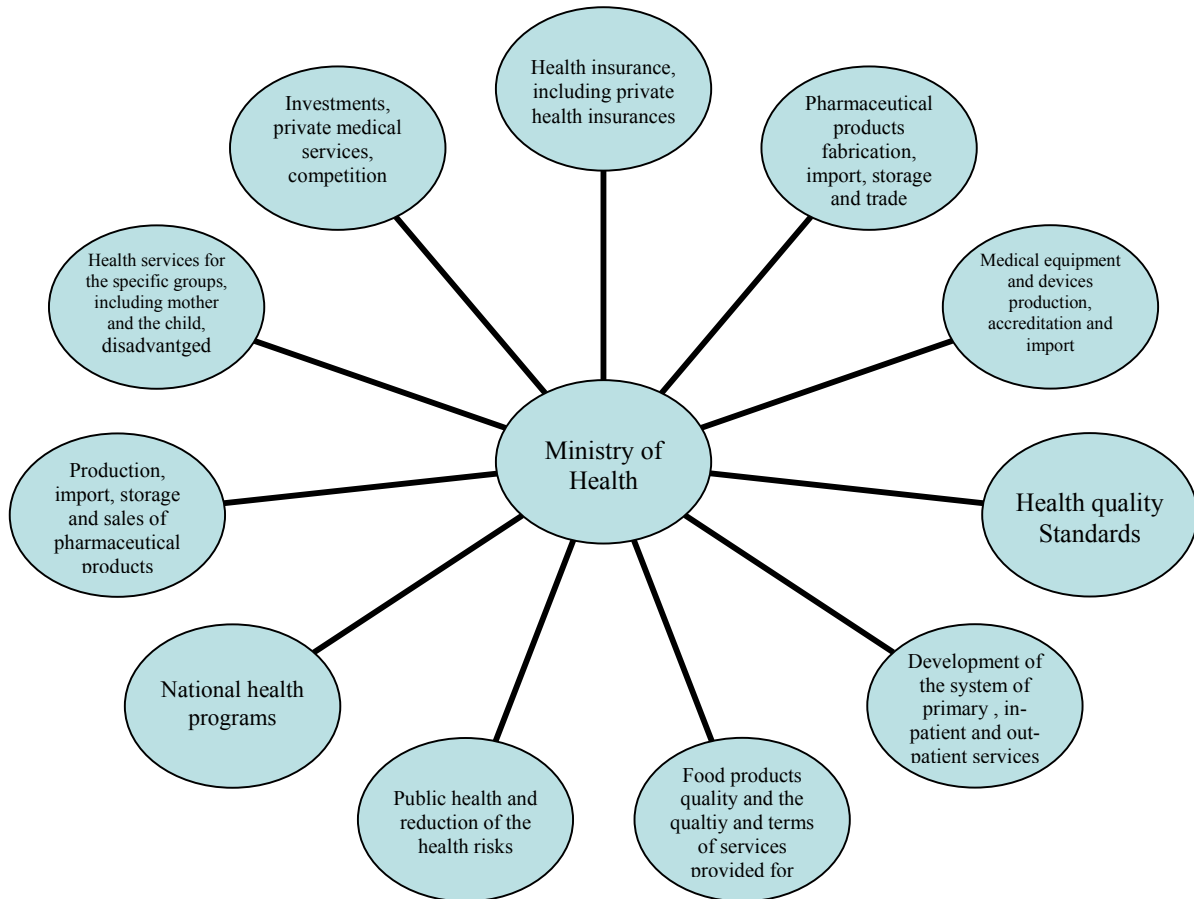 Health insurance,
including private
health insurances
Pharmaceutical
products
fabrication,
import, storage
and trade
Medical equipment
and devices
production,
accreditation and
import
Health quality
Standards
Development of
the system of
primary , in-
patient and out-
patient services
Food products
quality and the
qualtiy and terms
of services
provided for
Public health and
reduction of the
health risks
National health
programs
Production,
import, storage
and sales of
pharmaceutical
products
Health services for
the specific groups,
including mother
and the child,
disadvantged
Investments,
private medical
services,
competition
Ministry of
Health